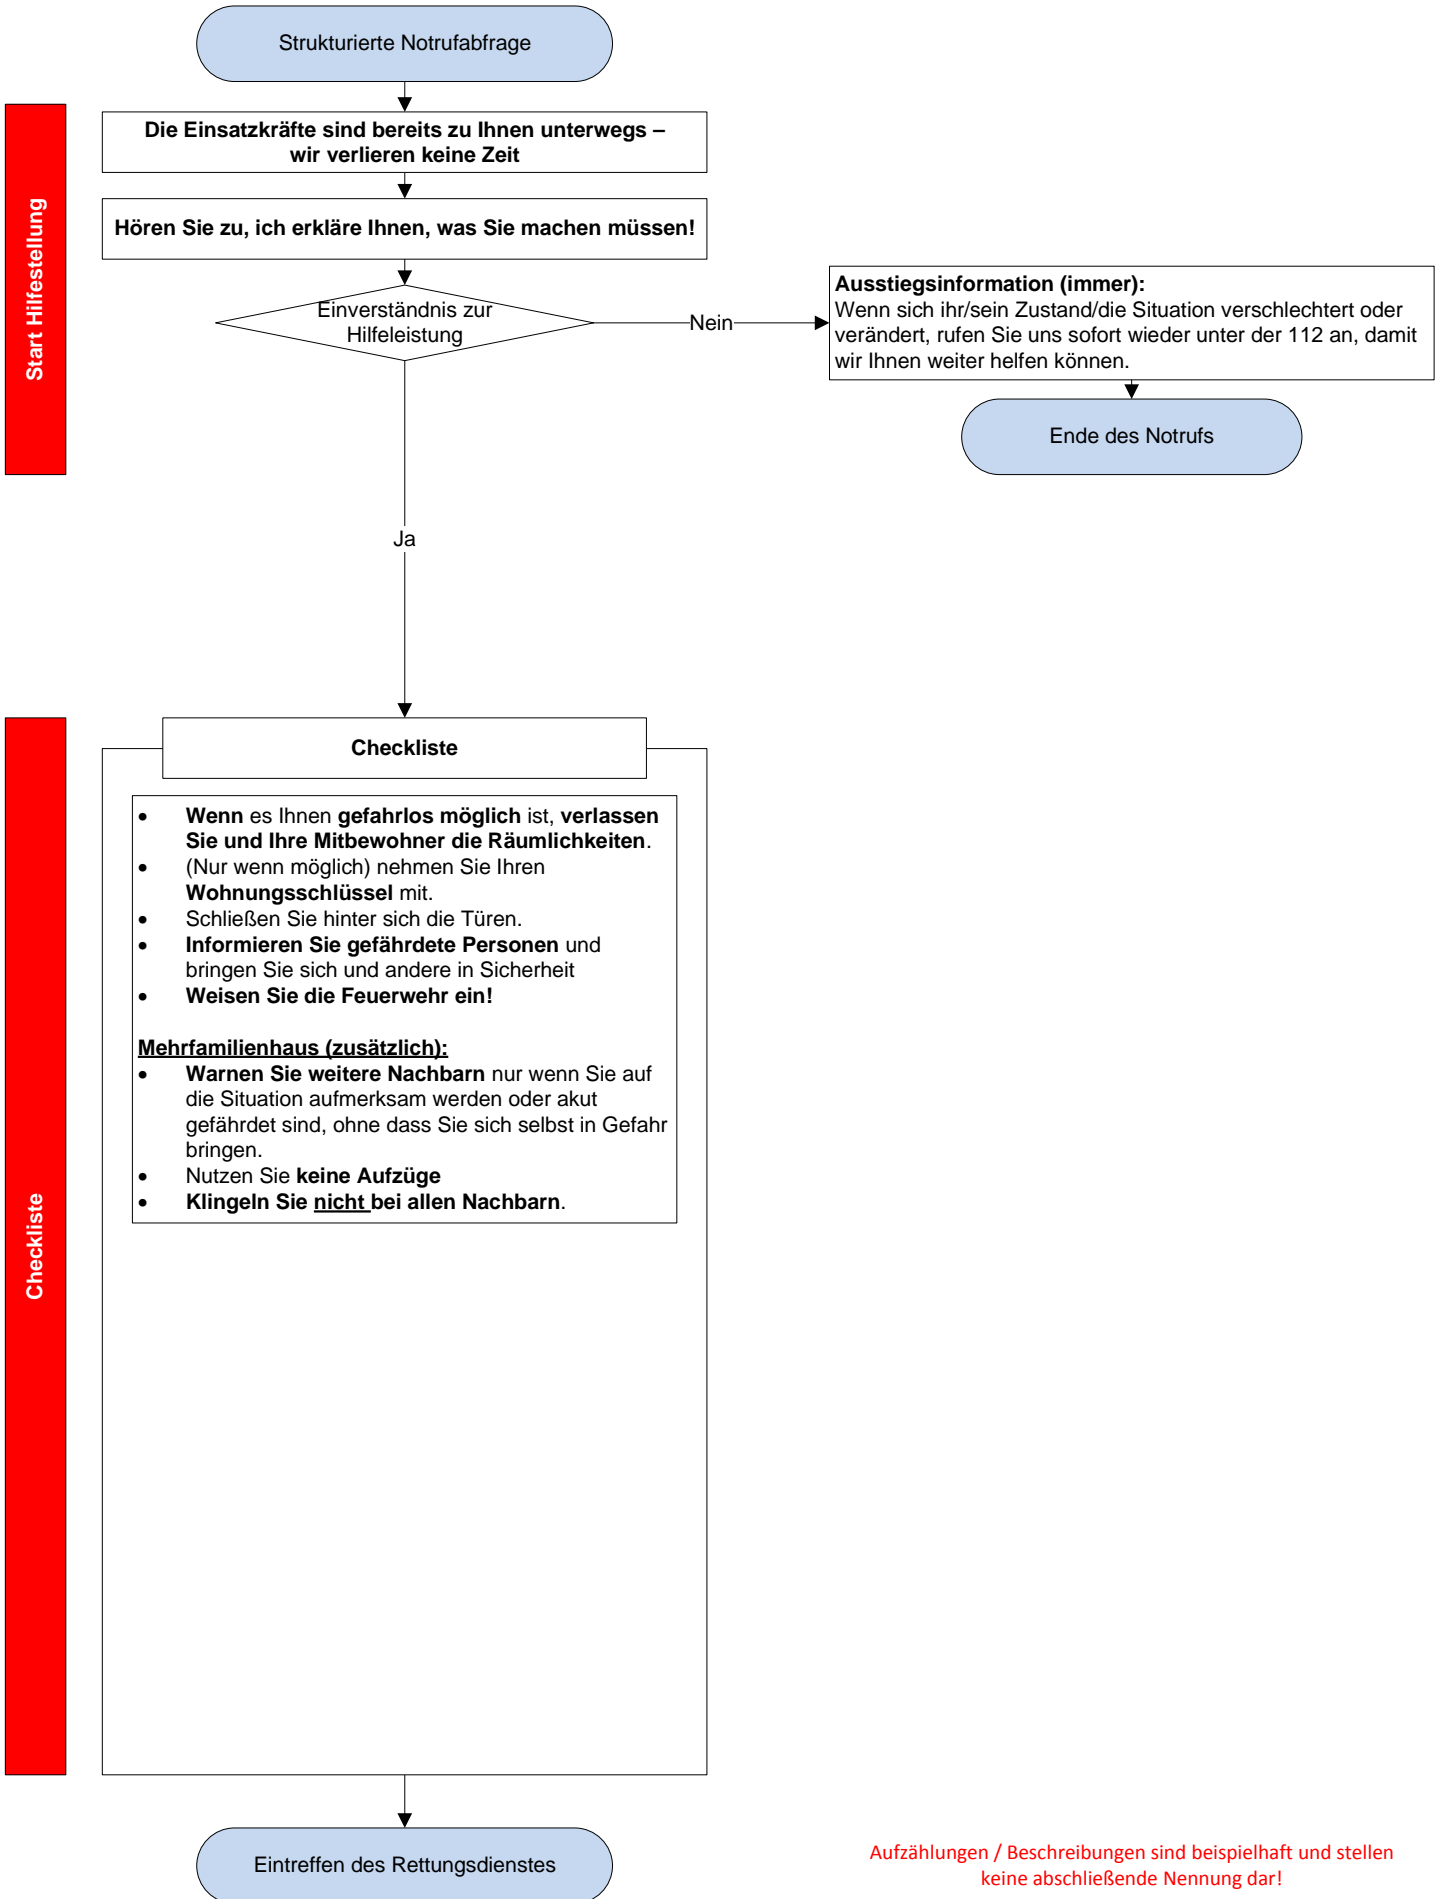 Strukturierte Notrufabfrage
Start Hilfestellung
Die Einsatzkräfte sind bereits zu Ihnen unterwegs –
wir verlieren keine Zeit
Hören Sie zu, ich erkläre Ihnen, was Sie machen müssen!
Einverständnis zur
Hilfeleistung
Nein
Ausstiegsinformation (immer):
Wenn sich ihr/sein Zustand/die Situation verschlechtert oder
verändert, rufen Sie uns sofort wieder unter der 112 an, damit
wir Ihnen weiter helfen können.
Ende des Notrufs
Ja
Checkliste
Checkliste
• Wenn es Ihnen gefahrlos möglich ist, verlassen
Sie und Ihre Mitbewohner die Räumlichkeiten.
• (Nur wenn möglich) nehmen Sie Ihren
Wohnungsschlüssel mit.
• Schließen Sie hinter sich die Türen.
• Informieren Sie gefährdete Personen und
bringen Sie sich und andere in Sicherheit
• Weisen Sie die Feuerwehr ein!
Mehrfamilienhaus (zusätzlich):
• Warnen Sie weitere Nachbarn nur wenn Sie auf
die Situation aufmerksam werden oder akut
gefährdet sind, ohne dass Sie sich selbst in Gefahr
bringen.
• Nutzen Sie keine Aufzüge
• Klingeln Sie nicht bei allen Nachbarn.
Eintreffen des Rettungsdienstes
Aufzählungen / Beschreibungen sind beispielhaft und stellen
keine abschließende Nennung dar!